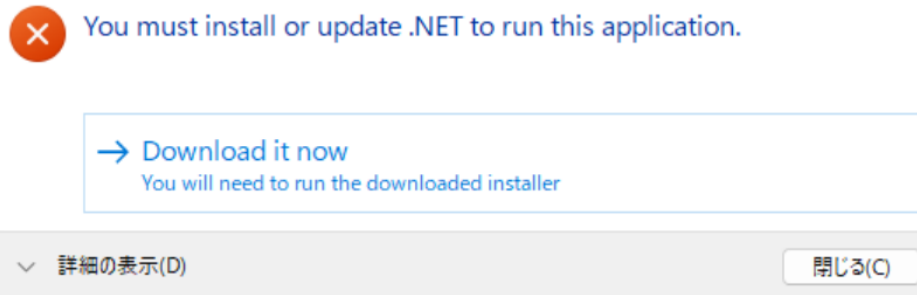 You must install or update .NET to run this application.
Download it now
You will need to run the downloaded installer
詳細の表示(D)
閉じる(C)